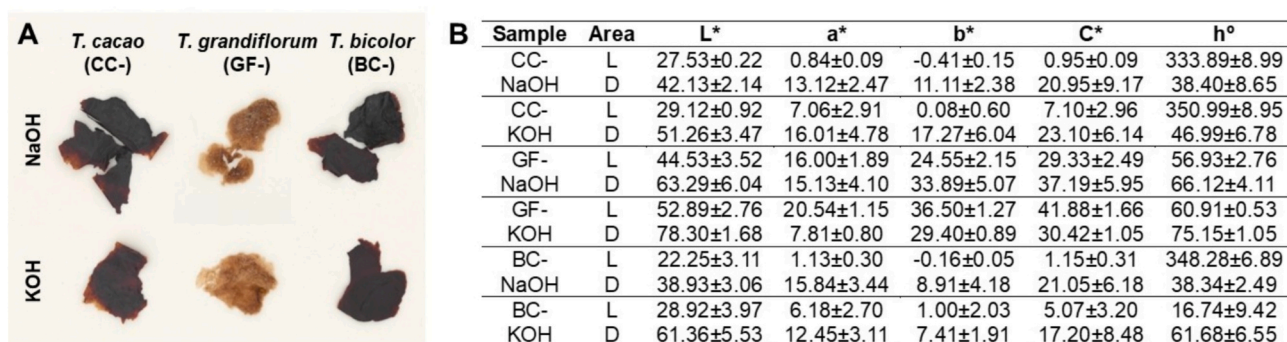 A
T. cacao T. grandiflorum T. bicolor
(CC-) (GF-) (BC-)
NaOH
KOH
B
Sample Area L* a* b* C* h°
CC- L 27.53±0.22 0.84±0.09 -0.41±0.15 0.95±0.09 333.89±8.99
NaOH D 42.13±2.14 13.12±2.47 11.11±2.38 20.95±9.17 38.40±8.65
CC- L 29.12±0.92 7.06±2.91 0.08±0.60 7.10±2.96 350.99±8.95
KOH D 51.26±3.47 16.01±4.78 17.27±6.04 23.10±6.14 46.99±6.78
GF- L 44.53±3.52 16.00±1.89 24.55±2.15 29.33±2.49 56.93±2.76
NaOH D 63.29±6.04 15.13±4.10 33.89±5.07 37.19±5.95 66.12±4.11
GF- L 52.89±2.76 20.54±1.15 36.50±1.27 41.88±1.66 60.91±0.53
KOH D 78.30±1.68 7.81±0.80 29.40±0.89 30.42±1.05 75.15±1.05
BC- L 22.25±3.11 1.13±0.30 -0.16±0.05 1.15±0.31 348.28±6.89
NaOH D 38.93±3.06 15.84±3.44 8.91±4.18 21.05±6.18 38.34±2.49
BC- L 28.92±3.97 6.18±2.70 1.00±2.03 5.07±3.20 16.74±9.42
KOH D 61.36±5.53 12.45±3.11 7.41±1.91 17.20±8.48 61.68±6.55